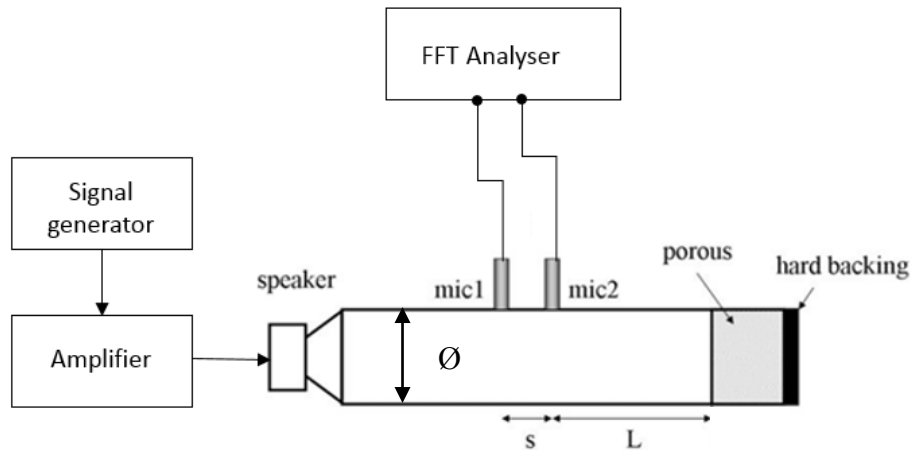 FFT Analyser
Signal
generator
speaker
mic1
mic2
porous
hard backing
Amplifier
Ø
s
L